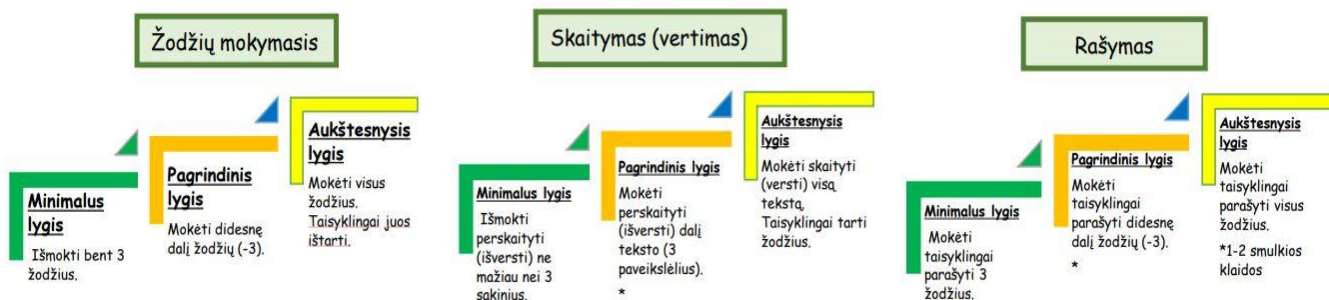 Žodžių mokymasis
Minimalus
lygis
Išmokti bent 3
žodžius.
Pagrindinis
lygis
Mokėti didesnę
dalį žodžių (-3).
Aukštesnysis
lygis
Mokėti visus
žodžius.
Taisyklingai juos
ištarti.
Skaitymas (vertimas)
Minimalus lygis
Išmokti
perskaityti
(išversti) ne
mažiau nei 3
sakinius.
Pagrindinis lygis
Mokėti
perskaityti
(išversti) dalį
teksto (3
paveikslėlius).
*
Aukštesnysis
lygis
Mokėti skaityti
(versti) visą
tekstą.
Taisyklingai tarti
žodžius.
Rašymas
Minimalus lygis
Mokėti
taisyklingai
parašyti 3
žodžius.
Pagrindinis lygis
Mokėti
taisyklingai
parašyti didesnę
dalį žodžių (-3).
*
Aukštesnysis
lygis
Mokėti
taisyklingai
parašyti visus
žodžius.
*1-2 smulkios
klaidos